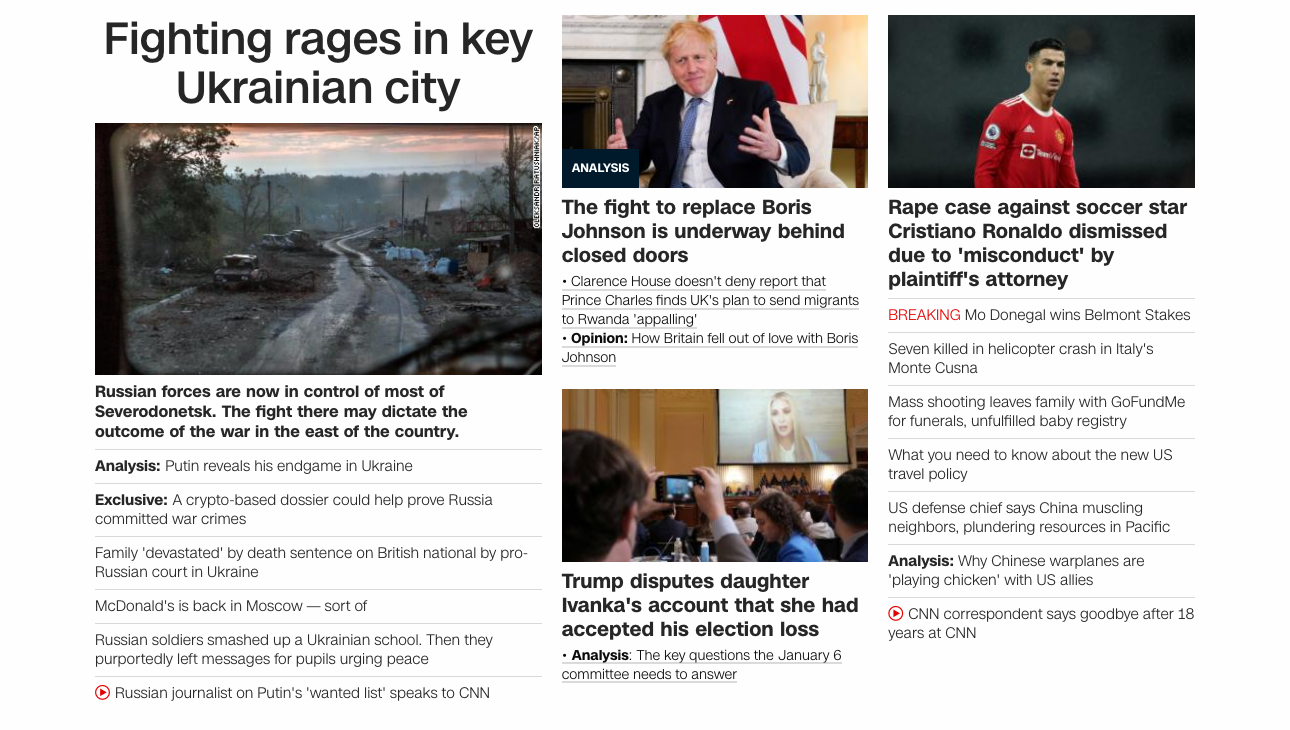 Fighting rages in key
Ukrainian city
OLEKSANDR RATUSHNIAK/AP
Russian forces are now in control of most of
Severodonetsk. The fight there may dictate the
outcome of the war in the east of the country.
Analysis: Putin reveals his endgame in Ukraine
Exclusive: A crypto-based dossier could help prove Russia
committed war crimes
Family 'devastated' by death sentence on British national by pro-
Russian court in Ukraine
McDonald's is back in Moscow — sort of
Russian soldiers smashed up a Ukrainian school. Then they
purportedly left messages for pupils urging peace
Russian journalist on Putin's 'wanted list' speaks to CNN
ANALYSIS
The fight to replace Boris
Johnson is underway behind
closed doors
• Clarence House doesn't deny report that
Prince Charles finds UK's plan to send migrants
to Rwanda 'appalling'
• Opinion: How Britain fell out of love with Boris
Johnson
Trump disputes daughter
Ivanka's account that she had
accepted his election loss
• Analysis: The key questions the January 6
committee needs to answer
Rape case against soccer star
Cristiano Ronaldo dismissed
due to 'misconduct' by
plaintiff's attorney
BREAKING Mo Donegal wins Belmont Stakes
Seven killed in helicopter crash in Italy's
Monte Cusna
Mass shooting leaves family with GoFundMe
for funerals, unfulfilled baby registry
What you need to know about the new US
travel policy
US defense chief says China muscling
neighbors, plundering resources in Pacific
Analysis: Why Chinese warplanes are
'playing chicken' with US allies
CNN correspondent says goodbye after 18
years at CNN